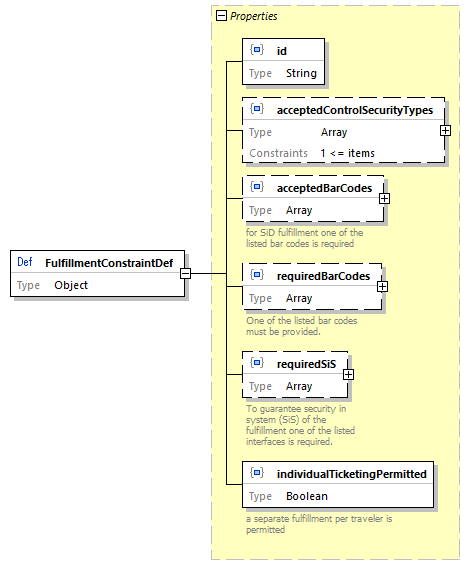 Properties
{≡} id
Type String
{≡} acceptedControlSecurityTypes
Type Array
Constraints 1 <= items
{≡} acceptedBarCodes
Type Array
for SiD fulfillment one of the
listed bar codes is required
Def FulfillmentConstraintDef
Type Object
{≡} requiredBarCodes
Type Array
One of the listed bar codes
must be provided.
{≡} requiredSiS
Type Array
To guarantee security in
system (SiS) of the
fulfillment one of the listed
interfaces is required.
{≡} individualTicketingPermitted
Type Boolean
a separate fulfillment per traveler is
permitted